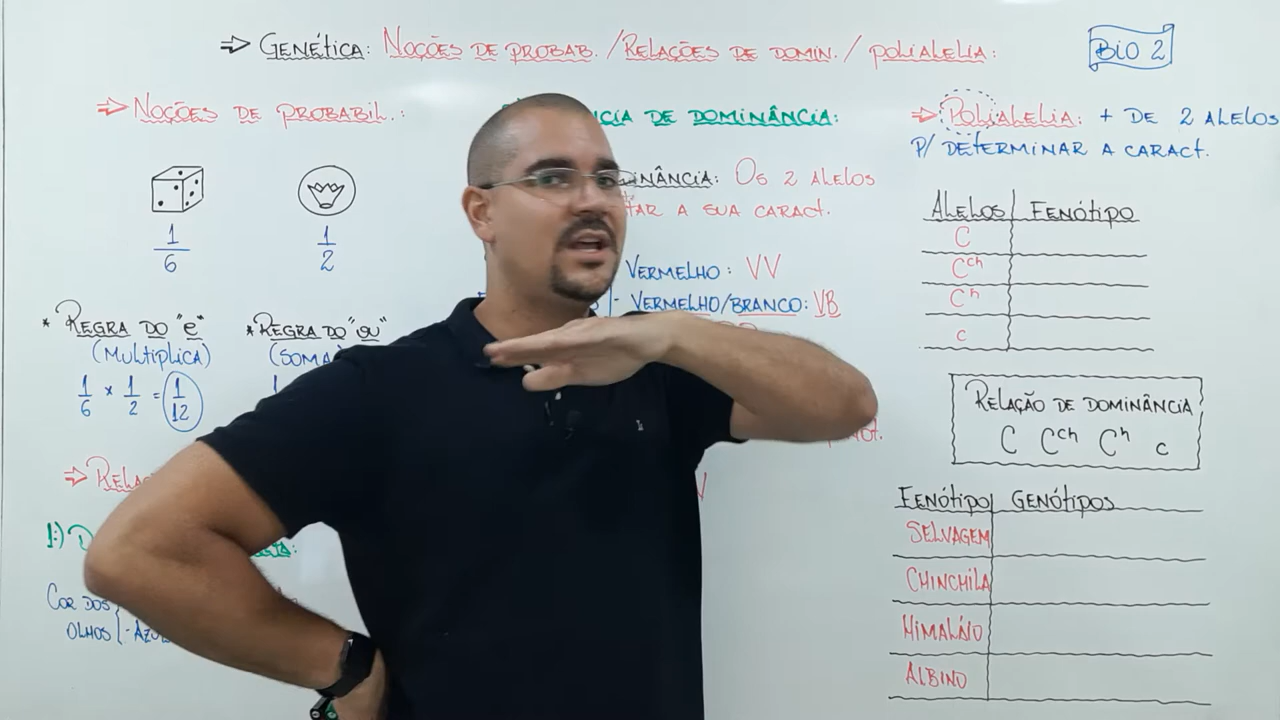 ⇒ GENÉTICA: NOÇÕES DE PROBAB. / RELAÇÕES DE DOMIN. / POLIALELIA:
BIO 2
⇒ NOÇÕES DE PROBABIL.:
1/6
1/2
* REGRA DO "e"
(MULTIPLICA)
1/6 × 1/2 = 1/12
* REGRA DO "OU"
(SOMA
1:) D
COR DOS
OLHOS
DE DOMINÂNCIA:
OS 2 ALELOS
A SUA CARACT.
VERMELHO: VV
- VERMELHO/BRANCO: VB
⇒ POLIALELIA: + DE 2 ALELOS
P/ DETERMINAR A CARACT.
ALELOS FENÓTIPO
C
Cch
Ch
c
RELAÇÃO DE DOMINÂNCIA
C Cch Ch c
FENÓTIPO GENÓTIPOS
SELVAGEM
CHINCHILA
HIMALÁIO
ALBINO